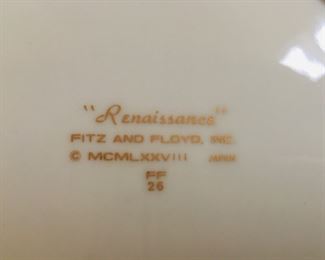 "Renaissance"
FITZ AND FLOYD, INC.
© MCMLXXVIII JAPAN
FF
26